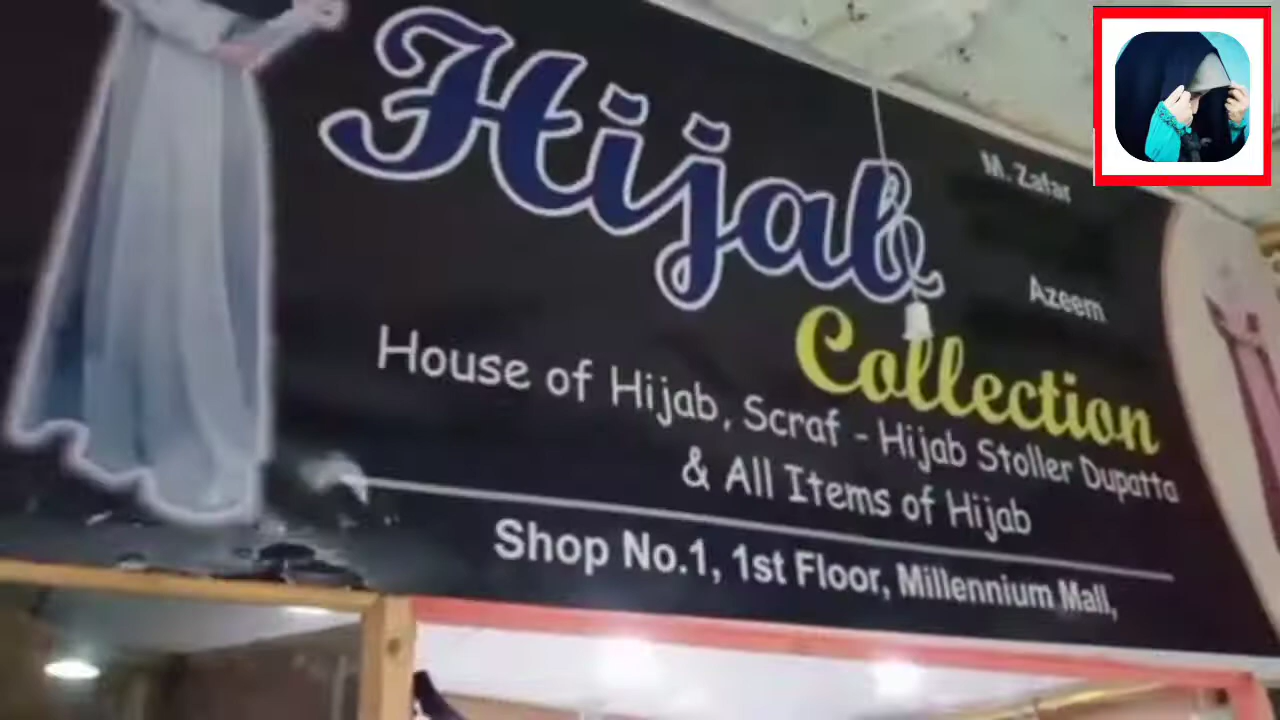 Hijab
M. Zafar
Azeem
Collection
House of Hijab, Scraf - Hijab Stoller Dupatta
& All Items of Hijab
Shop No.1, 1st Floor, Millennium Mall,